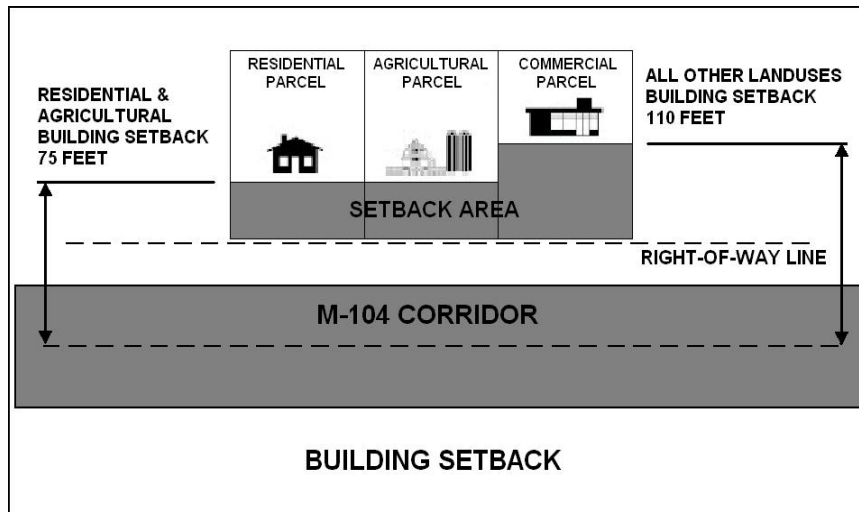 RESIDENTIAL &
AGRICULTURAL
BUILDING SETBACK
75 FEET
RESIDENTIAL
PARCEL
AGRICULTURAL
PARCEL
COMMERCIAL
PARCEL
ALL OTHER LANDUSES
BUILDING SETBACK
110 FEET
SETBACK AREA
RIGHT-OF-WAY LINE
M-104 CORRIDOR
BUILDING SETBACK